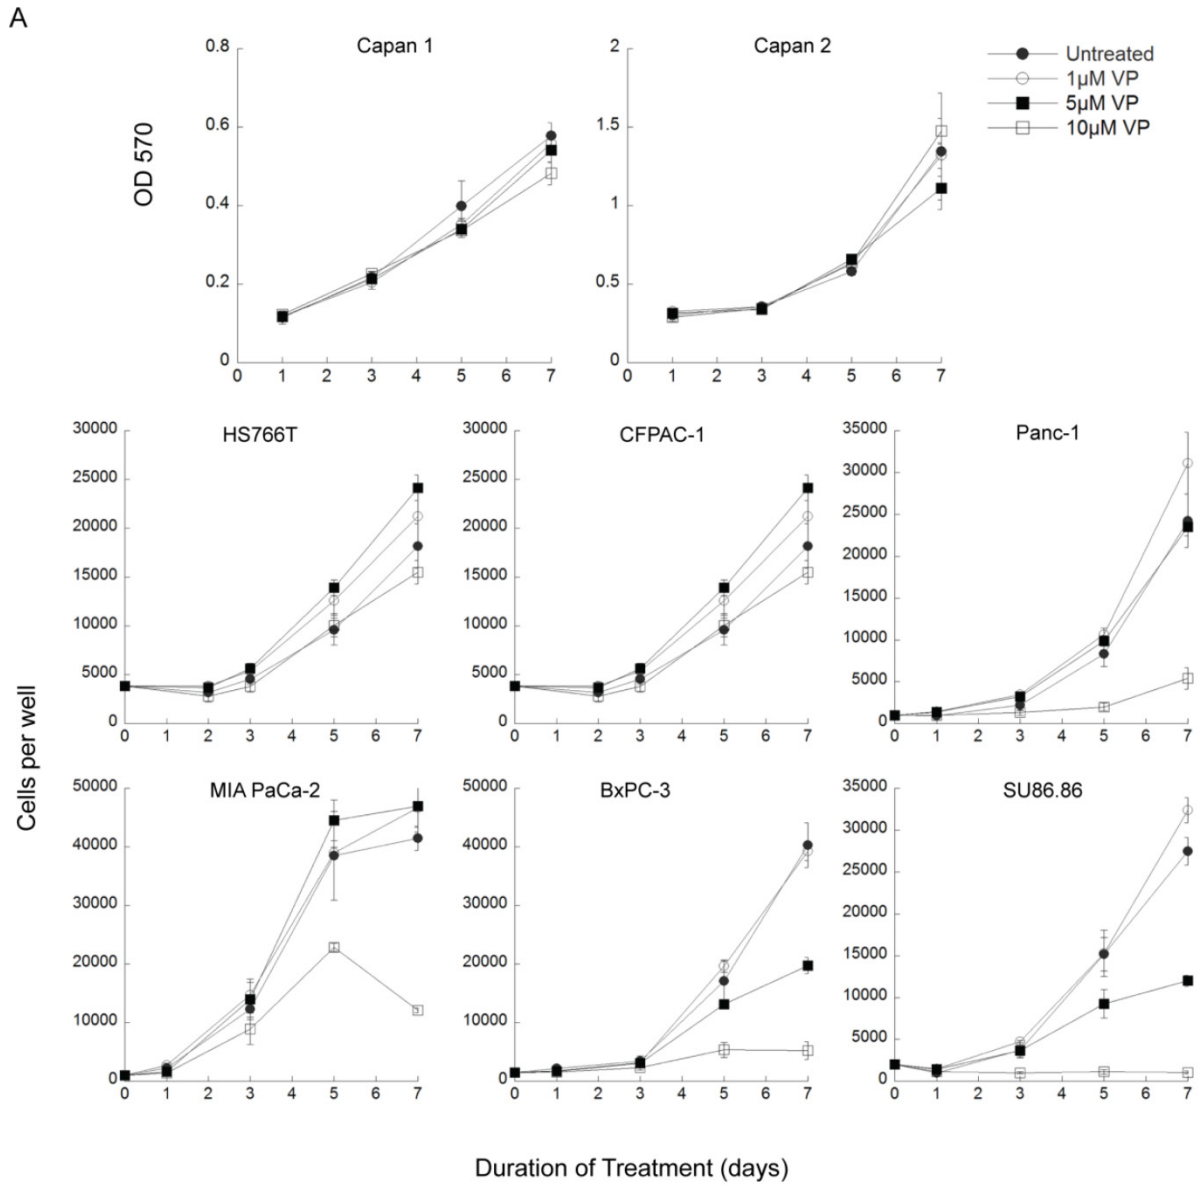 A
Capan 1
OD 570
0.8
0.6
0.4
0.2
0
0 1 2 3 4 5 6 7
Capan 2
2
1.5
1
0.5
0
0 1 2 3 4 5 6 7
Untreated
1µM VP
5µM VP
10µM VP
Cells per well
HS766T
30000
25000
20000
15000
10000
5000
0
0 1 2 3 4 5 6 7
CFPAC-1
30000
25000
20000
15000
10000
5000
0
0 1 2 3 4 5 6 7
Panc-1
35000
30000
25000
20000
15000
10000
5000
0
0 1 2 3 4 5 6 7
MIA PaCa-2
50000
40000
30000
20000
10000
0
0 1 2 3 4 5 6 7
BxPC-3
50000
40000
30000
20000
10000
0
0 1 2 3 4 5 6 7
SU86.86
35000
30000
25000
20000
15000
10000
5000
0
0 1 2 3 4 5 6 7
Duration of Treatment (days)